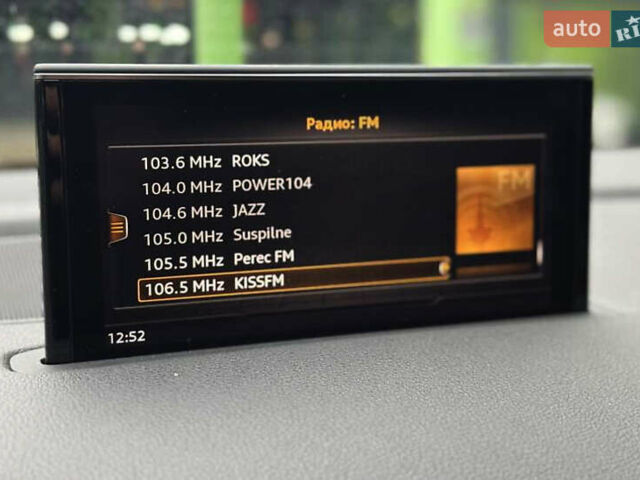 auto RI
Радио: FM
103.6 MHz ROKS
104.0 MHz POWER104
104.6 MHz JAZZ
105.0 MHz Suspilne
105.5 MHz Perec FM
106.5 MHz KISSFM
FM
12:52